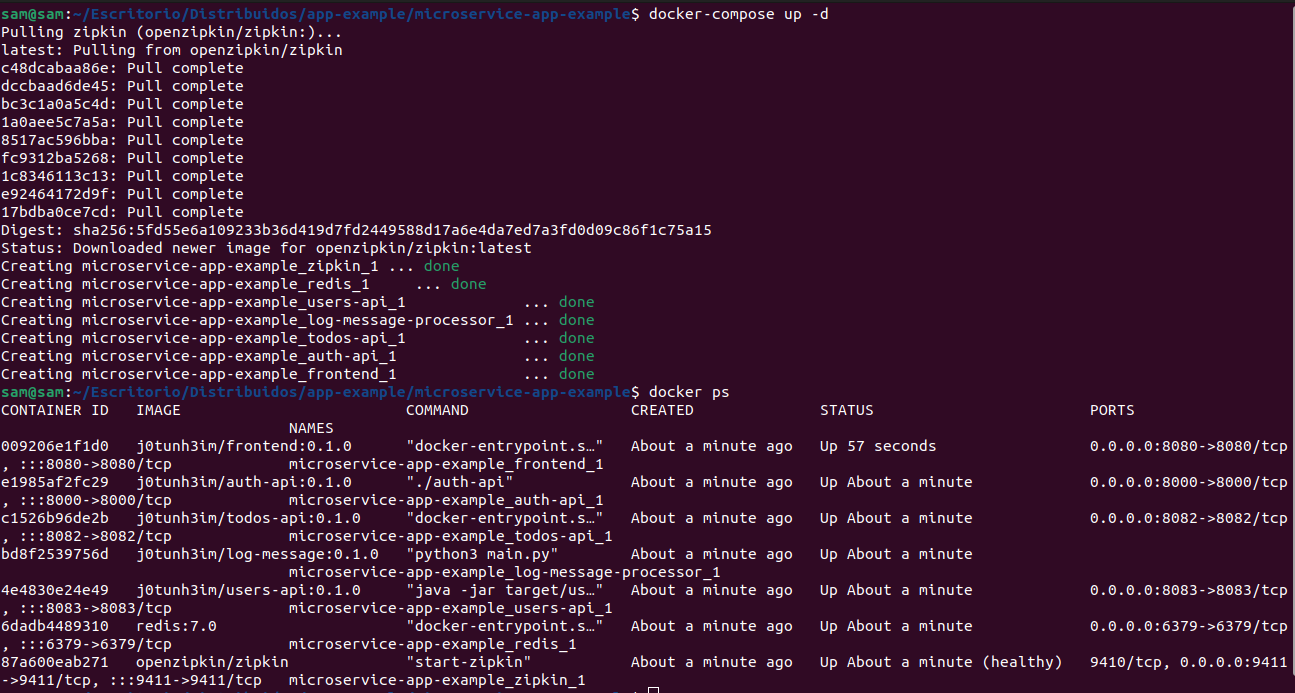 sam@sam:~/Escritorio/Distribuidos/app-example/microservice-app-example$ docker-compose up -d
Pulling zipkin (openzipkin/zipkin:)...
latest: Pulling from openzipkin/zipkin
c48dcabaa86e: Pull complete
dccbaad6de45: Pull complete
bc3c1a0a5c4d: Pull complete
1a0aee5c7a5a: Pull complete
8517ac596bba: Pull complete
fc9312ba5268: Pull complete
1c8346113c13: Pull complete
e92464172d9f: Pull complete
17bdba0ce7cd: Pull complete
Digest: sha256:5fd55e6a109233b36d419d7fd2449588d17a6e4da7ed7a3fd0d09c86f1c75a15
Status: Downloaded newer image for openzipkin/zipkin:latest
Creating microservice-app-example_zipkin_1 ... done
Creating microservice-app-example_redis_1     ... done
Creating microservice-app-example_users-api_1             ... done
Creating microservice-app-example_log-message-processor_1 ... done
Creating microservice-app-example_todos-api_1             ... done
Creating microservice-app-example_auth-api_1              ... done
Creating microservice-app-example_frontend_1              ... done
sam@sam:~/Escritorio/Distribuidos/app-example/microservice-app-example$ docker ps
CONTAINER ID   IMAGE                         COMMAND                  CREATED              STATUS                        PORTS
                                NAMES
009206e1f1d0   j0tunh3im/frontend:0.1.0      "docker-entrypoint.s…"   About a minute ago   Up 57 seconds                 0.0.0.0:8080->8080/tcp
, :::8080->8080/tcp             microservice-app-example_frontend_1
e1985af2fc29   j0tunh3im/auth-api:0.1.0      "./auth-api"             About a minute ago   Up About a minute             0.0.0.0:8000->8000/tcp
, :::8000->8000/tcp             microservice-app-example_auth-api_1
c1526b96de2b   j0tunh3im/todos-api:0.1.0     "docker-entrypoint.s…"   About a minute ago   Up About a minute             0.0.0.0:8082->8082/tcp
, :::8082->8082/tcp             microservice-app-example_todos-api_1
bd8f2539756d   j0tunh3im/log-message:0.1.0   "python3 main.py"        About a minute ago   Up About a minute
                                microservice-app-example_log-message-processor_1
4e4830e24e49   j0tunh3im/users-api:0.1.0     "java -jar target/us…"   About a minute ago   Up About a minute             0.0.0.0:8083->8083/tcp
, :::8083->8083/tcp             microservice-app-example_users-api_1
6dadb4489310   redis:7.0                     "docker-entrypoint.s…"   About a minute ago   Up About a minute             0.0.0.0:6379->6379/tcp
, :::6379->6379/tcp             microservice-app-example_redis_1
87a600eab271   openzipkin/zipkin             "start-zipkin"           About a minute ago   Up About a minute (healthy)   9410/tcp, 0.0.0.0:9411
->9411/tcp, :::9411->9411/tcp   microservice-app-example_zipkin_1